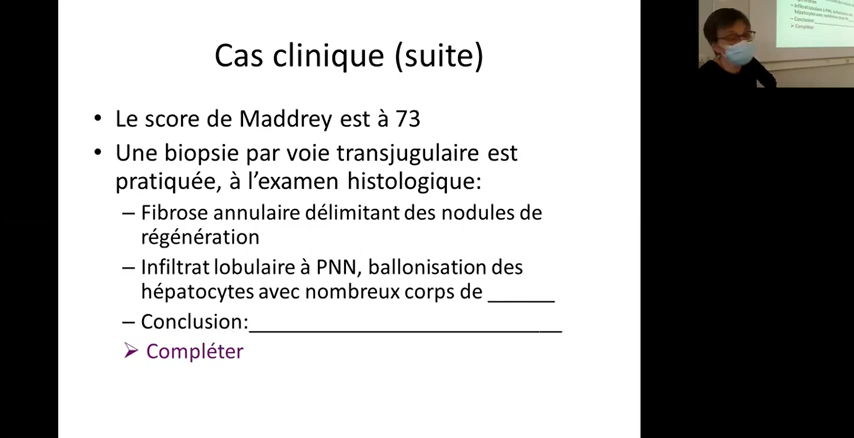 Cas clinique (suite)
• Le score de Maddrey est à 73
• Une biopsie par voie transjugulaire est
pratiquée, à l'examen histologique:
– Fibrose annulaire délimitant des nodules de
régénération
– Infiltrat lobulaire à PNN, ballonisation des
hépatocytes avec nombreux corps de ______
– Conclusion:____________________________
➢ Compléter